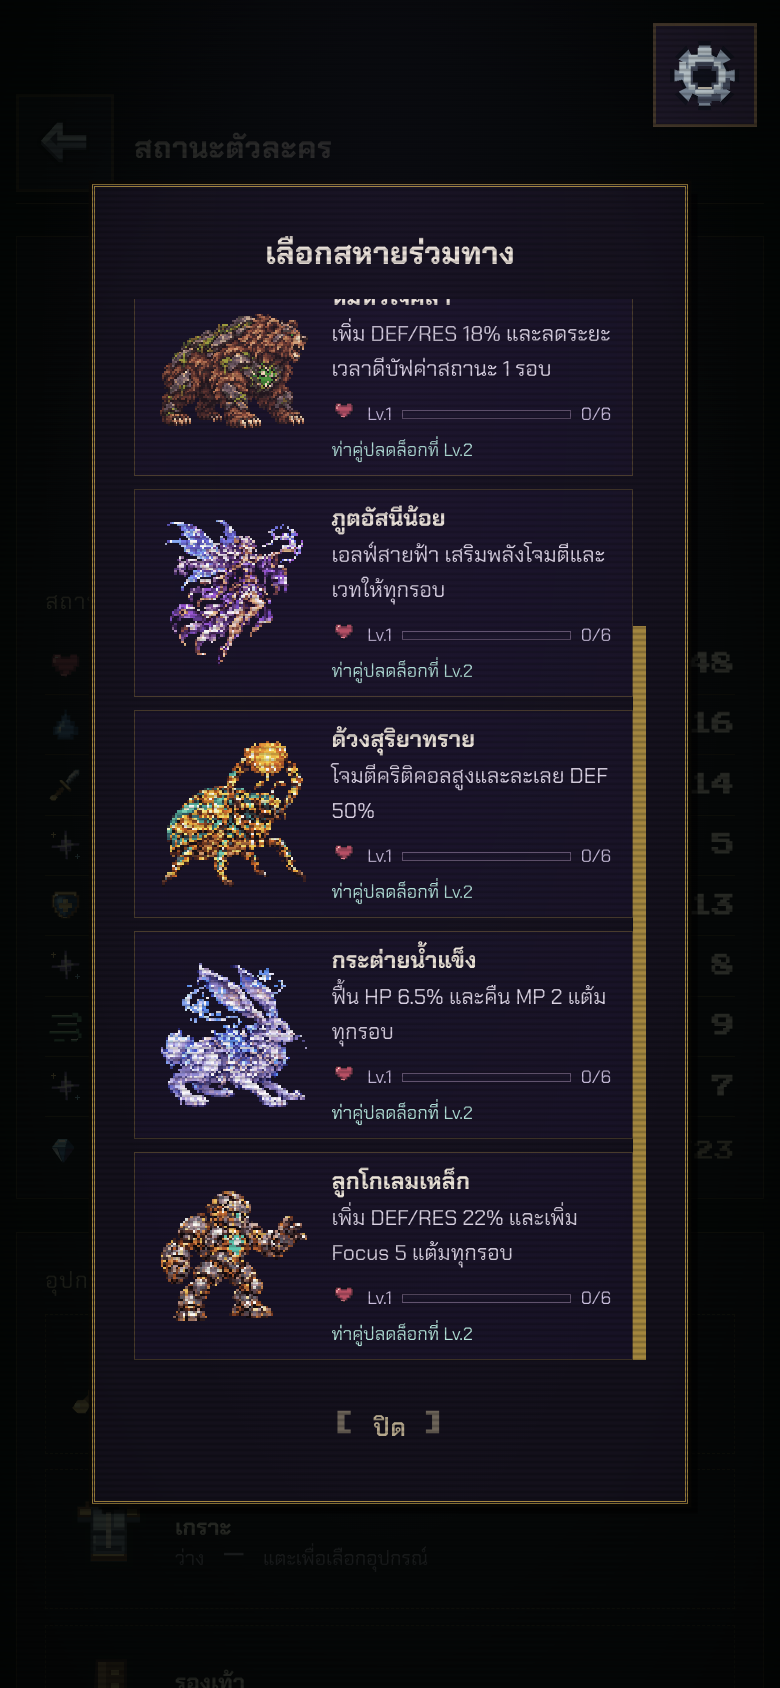 สถานะตัวละคร
เลือกสหายร่วมทาง
เพิ่ม DEF/RES 18% และลดระยะ
เวลาดีบัฟค่าสถานะ 1 รอบ
Lv.1 0/6
ท่าคู่ปลดล็อกที่ Lv.2
ภูตอัสนีน้อย
เอลฟ์สายฟ้า เสริมพลังโจมตีและ
เวทให้ทุกรอบ
Lv.1 0/6
ท่าคู่ปลดล็อกที่ Lv.2
ด้วงสุริยาทราย
โจมตีคริติคอลสูงและละเลย DEF
50%
Lv.1 0/6
ท่าคู่ปลดล็อกที่ Lv.2
กระต่ายน้ำแข็ง
ฟื้น HP 6.5% และคืน MP 2 แต้ม
ทุกรอบ
Lv.1 0/6
ท่าคู่ปลดล็อกที่ Lv.2
ลูกโกเลมเหล็ก
เพิ่ม DEF/RES 22% และเพิ่ม
Focus 5 แต้มทุกรอบ
Lv.1 0/6
ท่าคู่ปลดล็อกที่ Lv.2
[ ปิด ]
48
16
14
5
13
8
9
7
23
เกราะ
ว่าง — แตะเพื่อเลือกอุปกรณ์
รองเท้า